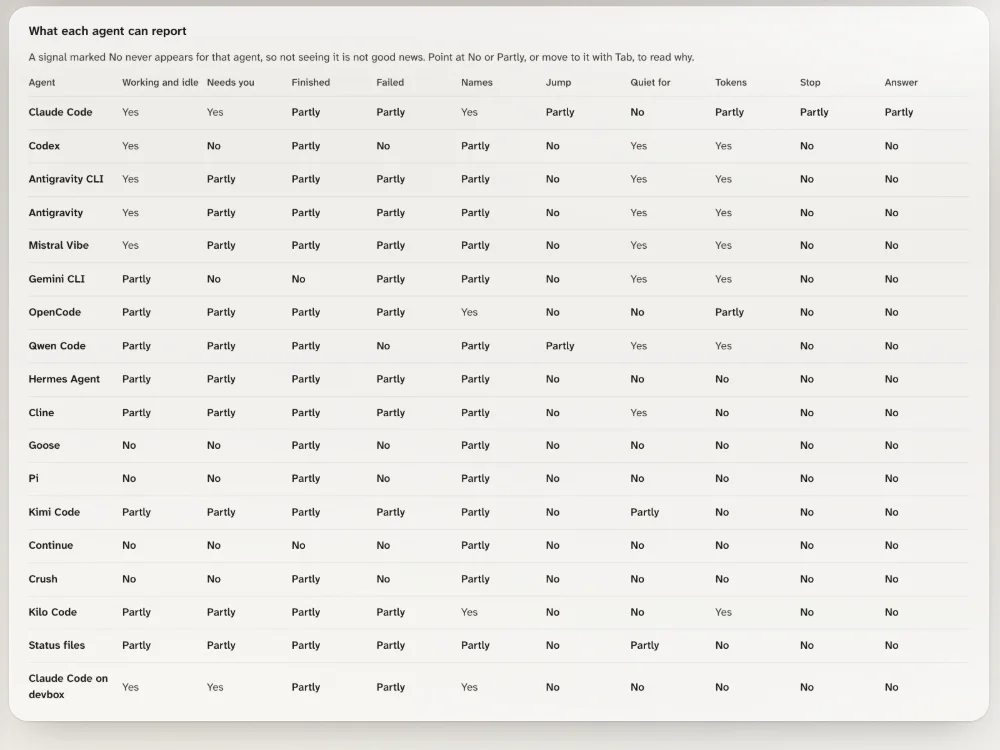 What each agent can report
A signal marked No never appears for that agent, so not seeing it is not good news. Point at No or Partly, or move to it with Tab, to read why.
Agent Working and idle Needs you Finished Failed Names Jump Quiet for Tokens Stop Answer
Claude Code Yes Yes Partly Partly Yes Partly No Partly Partly Partly
Codex Yes No Partly No Partly No Yes Yes No No
Antigravity CLI Yes Partly Partly Partly Partly No Yes Yes No No
Antigravity Yes Partly Partly Partly Partly No Yes Yes No No
Mistral Vibe Yes Partly Partly Partly Partly No Yes Yes No No
Gemini CLI Partly No No Partly Partly No Yes Yes No No
OpenCode Partly Partly Partly Partly Yes No No Partly No No
Qwen Code Partly Partly Partly No Partly Partly Yes Yes No No
Hermes Agent Partly Partly Partly Partly Partly No No No No No
Cline Partly Partly Partly Partly Partly No Yes No No No
Goose No No Partly No Partly No No No No No
Pi No No Partly No Partly No No No No No
Kimi Code Partly Partly Partly Partly Partly No Partly No No No
Continue No No No No Partly No No No No No
Crush No No Partly No Partly No No No No No
Kilo Code Partly Partly Partly Partly Yes No No Yes No No
Status files Partly Partly Partly Partly Partly No Partly No No No
Claude Code on
devbox Yes Yes Partly Partly Yes No No No No No